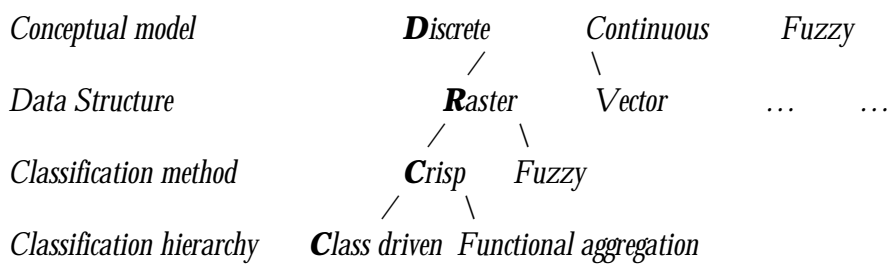 Conceptual model Discrete Continuous Fuzzy
Data Structure Raster Vector … …
Classification method Crisp Fuzzy
Classification hierarchy Class driven Functional aggregation